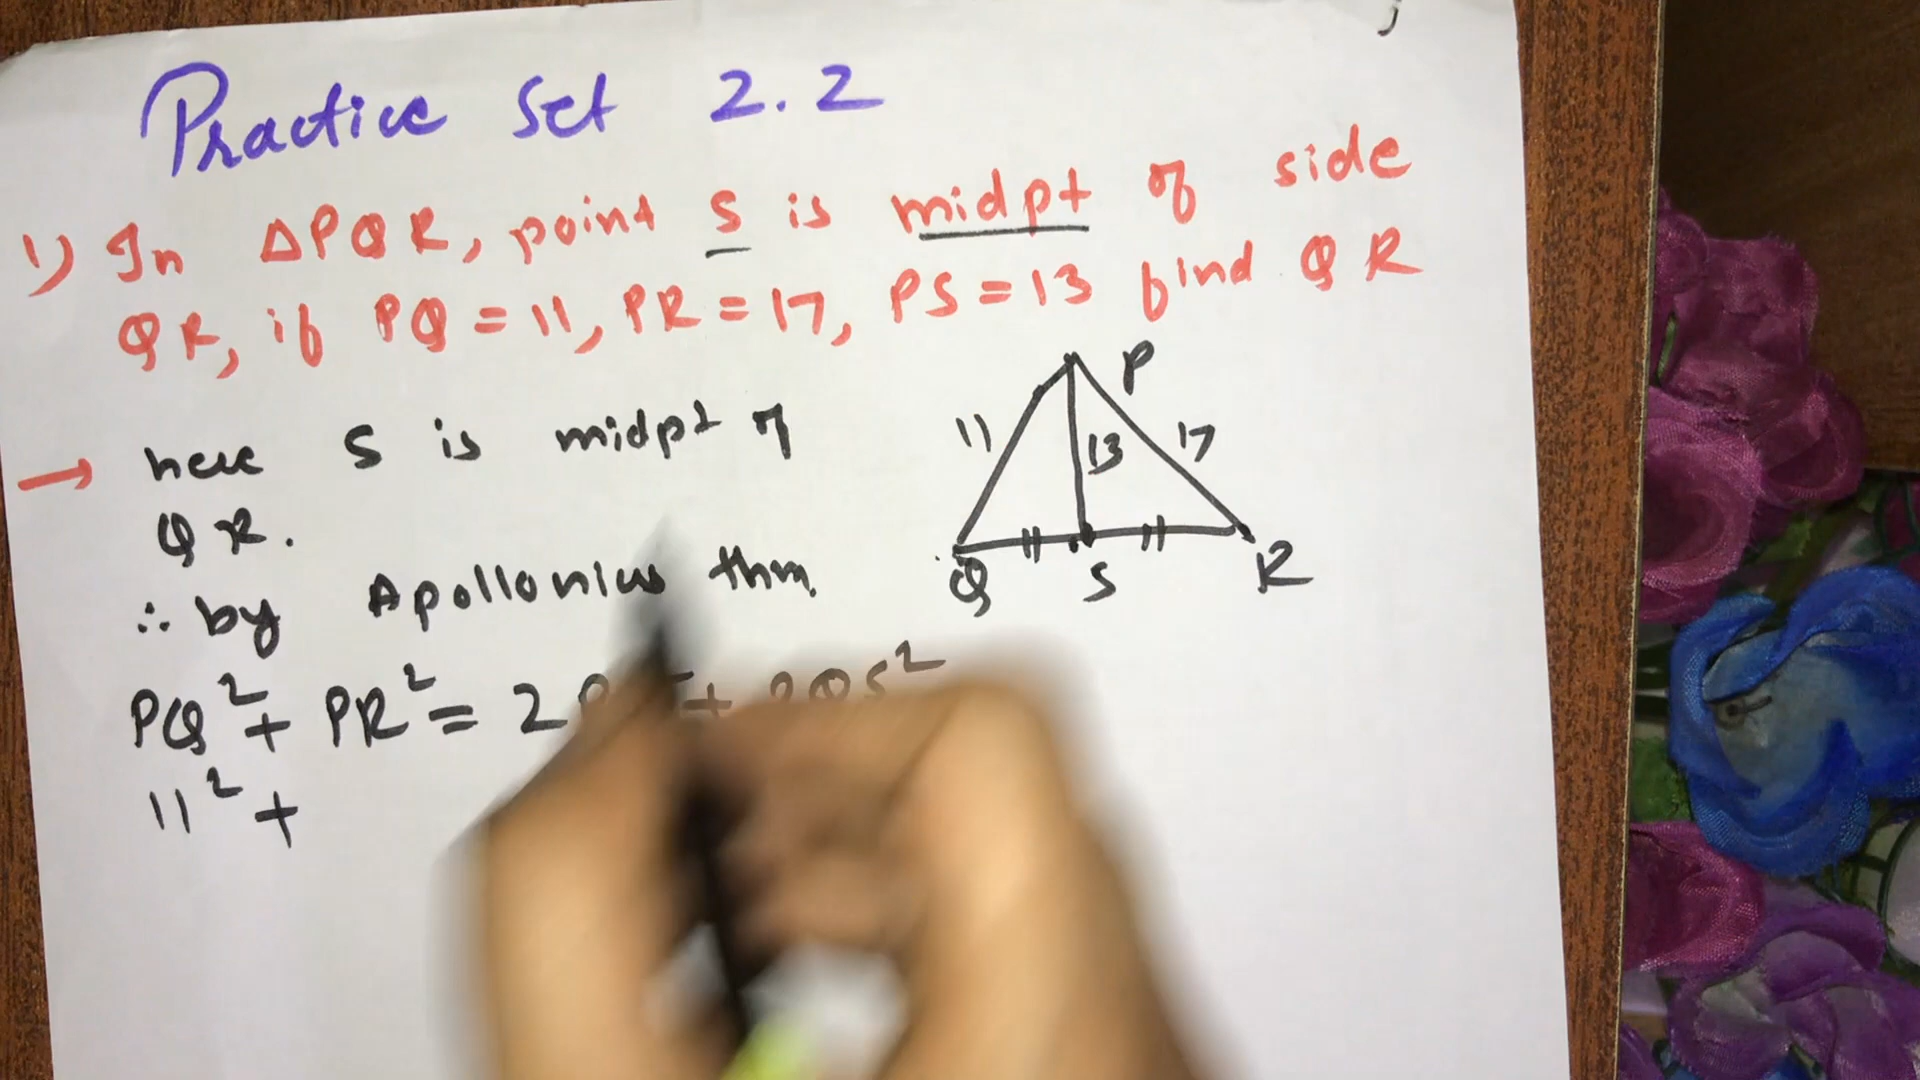 Practice Set 2.2
1) In ΔPQR, point S is midpt of side
QR, if PQ = 11, PR = 17, PS = 13 find QR
→ here S is midpt of
QR.
∴ by Apollonius thm.
PQ² + PR² = 2 + 2QS²
11² +
P
11 13 17
Q S R